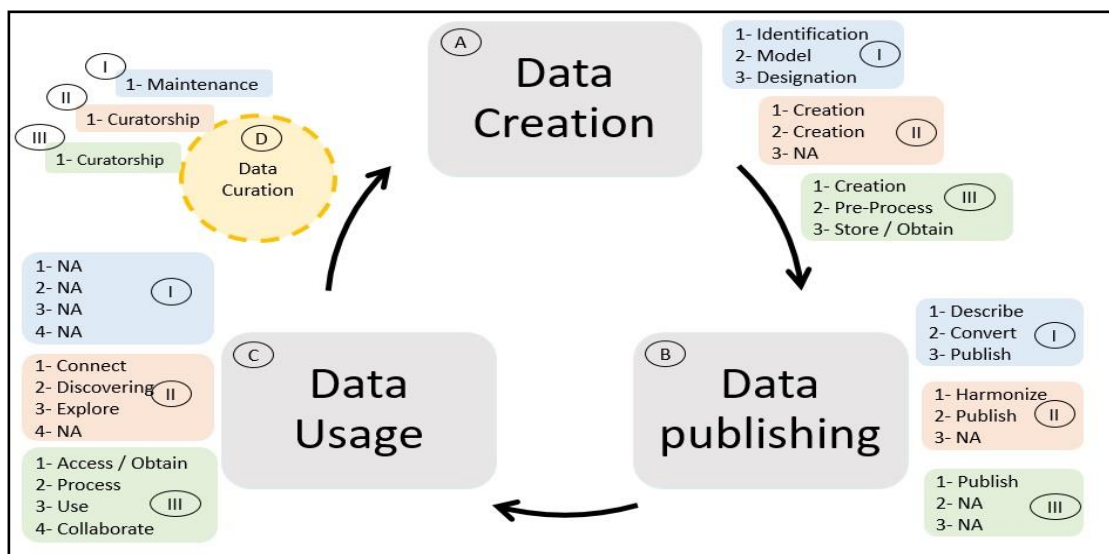 A
Data
Creation
1- Identification
2- Model
3- Designation
I
1- Creation
2- Creation
3- NA
II
1- Creation
2- Pre-Process
3- Store / Obtain
III
B
Data
publishing
1- Describe
2- Convert
3- Publish
I
1- Harmonize
2- Publish
3- NA
II
1- Publish
2- NA
3- NA
III
C
Data
Usage
1- NA
2- NA
3- NA
4- NA
I
1- Connect
2- Discovering
3- Explore
4- NA
II
1- Access / Obtain
2- Process
3- Use
4- Collaborate
III
D
Data
Curation
I
1- Maintenance
II
1- Curatorship
III
1- Curatorship